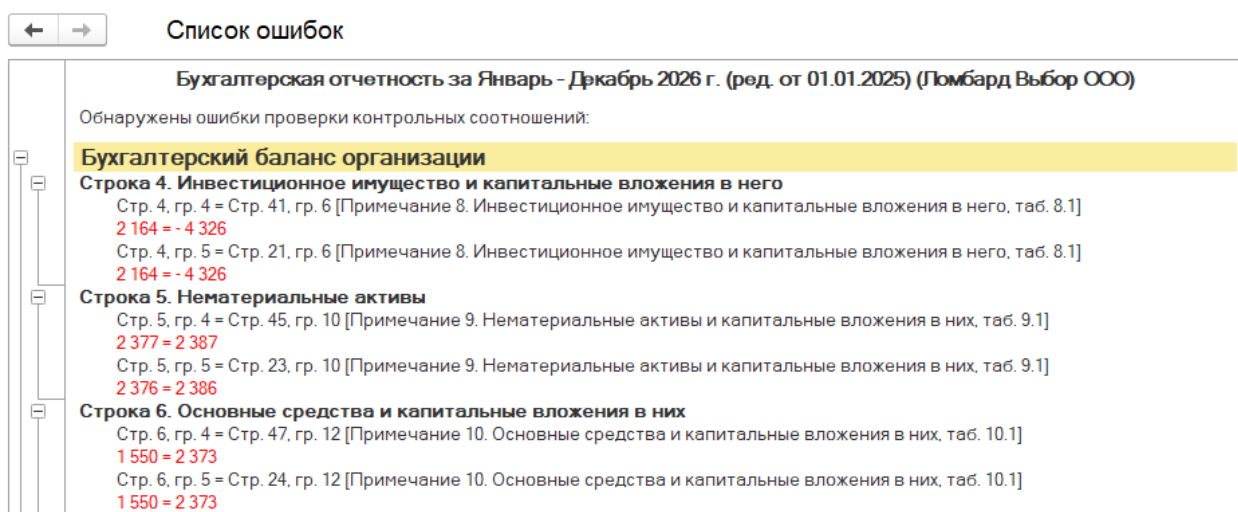 Список ошибок
Бухгалтерская отчетность за Январь - Декабрь 2026 г. (ред. от 01.01.2025) (Ломбард Выбор ООО)
Обнаружены ошибки проверки контрольных соотношений:
Бухгалтерский баланс организации
Строка 4. Инвестиционное имущество и капитальные вложения в него
Стр. 4, гр. 4 = Стр. 41, гр. 6 [Примечание 8. Инвестиционное имущество и капитальные вложения в него, таб. 8.1]
2 164 = - 4 326
Стр. 4, гр. 5 = Стр. 21, гр. 6 [Примечание 8. Инвестиционное имущество и капитальные вложения в него, таб. 8.1]
2 164 = - 4 326
Строка 5. Нематериальные активы
Стр. 5, гр. 4 = Стр. 45, гр. 10 [Примечание 9. Нематериальные активы и капитальные вложения в них, таб. 9.1]
2 377 = 2 387
Стр. 5, гр. 5 = Стр. 23, гр. 10 [Примечание 9. Нематериальные активы и капитальные вложения в них, таб. 9.1]
2 376 = 2 386
Строка 6. Основные средства и капитальные вложения в них
Стр. 6, гр. 4 = Стр. 47, гр. 12 [Примечание 10. Основные средства и капитальные вложения в них, таб. 10.1]
1 550 = 2 373
Стр. 6, гр. 5 = Стр. 24, гр. 12 [Примечание 10. Основные средства и капитальные вложения в них, таб. 10.1]
1 550 = 2 373